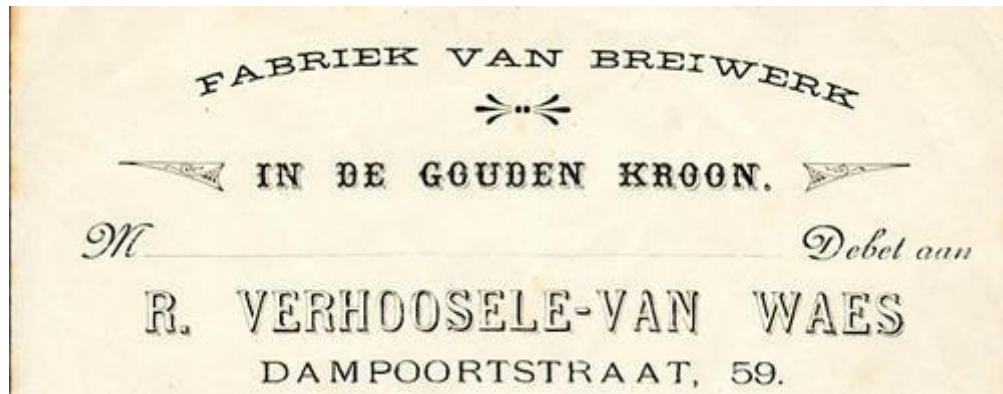 FABRIEK VAN BREIWERK
IN DE GOUDEN KROON.
M Debet aan
R. VERHOOSELE-VAN WAES
DAMPOORTSTRAAT, 59.